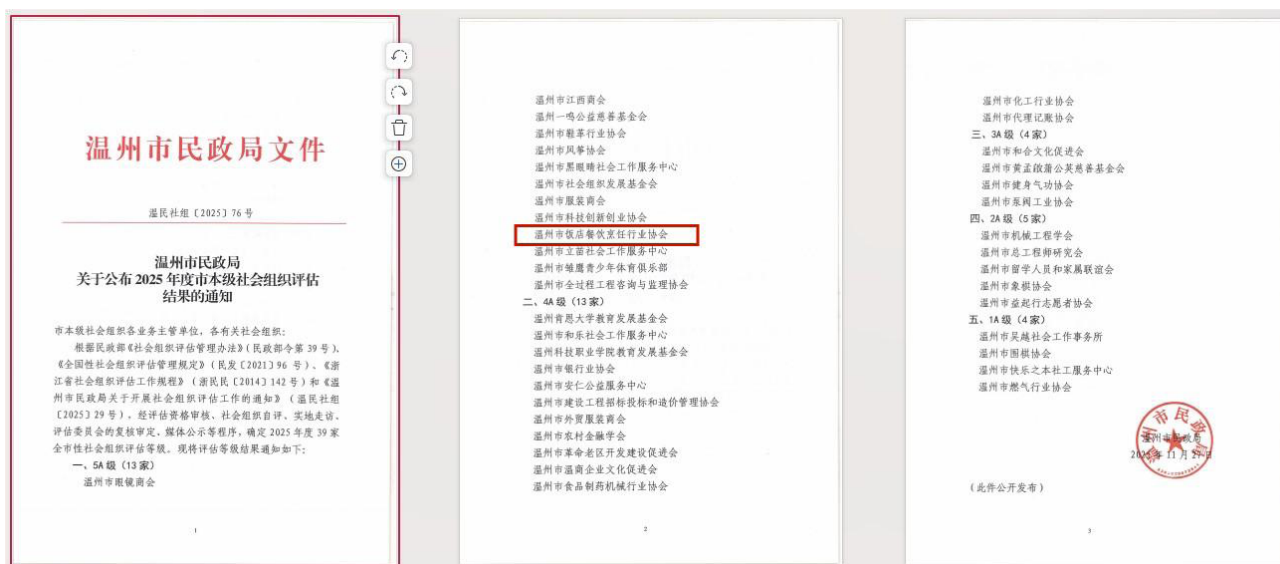 温州市民政局文件
温民社组〔2025〕76号
温州市民政局
关于公布2025年度市本级社会组织评估
结果的通知
市本级社会组织各业务主管单位，各有关社会组织：
根据民政部《社会组织评估管理办法》（民政部令第39号）、
《全国性社会组织评估管理规定》（民发〔2021〕96号）、《浙
江省社会组织评估工作规程》（浙民民〔2014〕142号）和《温
州市民政局关于开展社会组织评估工作的通知》（温民社组
〔2025〕29号），经评估资格审核、社会组织自评、实地走访、
评估委员会的复核审定、媒体公示等程序，确定2025年度39家
全市性社会组织评估等级。现将评估等级结果通知如下：
一、5A级（13家）
温州市眼镜商会
1
温州市江西商会
温州一鸣公益慈善基金会
温州市鞋革行业协会
温州市风筝协会
温州市黑眼睛社会工作服务中心
温州市社会组织发展基金会
温州市服装商会
温州市科技创新创业协会
温州市饭店餐饮烹饪行业协会
温州市立苗社会工作服务中心
温州市雏鹰青少年体育俱乐部
温州市全过程工程咨询与监理协会
二、4A级（13家）
温州肯恩大学教育发展基金会
温州市和乐社会工作服务中心
温州科技职业学院教育发展基金会
温州市银行业协会
温州市安仁公益服务中心
温州市建设工程招标投标和造价管理协会
温州市外贸服装商会
温州市农村金融学会
温州市革命老区开发建设促进会
温州市温商企业文化促进会
温州市食品制药机械行业协会
2
温州市化工行业协会
温州市代理记账协会
三、3A级（4家）
温州市和合文化促进会
温州市黄孟啟蒲公英慈善基金会
温州市健身气功协会
温州市泵阀工业协会
四、2A级（5家）
温州市机械工程学会
温州市总工程师研究会
温州市留学人员和家属联谊会
温州市象棋协会
温州市益起行志愿者协会
五、1A级（4家）
温州市吴越社会工作事务所
温州市围棋协会
温州市快乐之本社工服务中心
温州市燃气行业协会
温州市民政局
2025年11月27日
（此件公开发布）
3